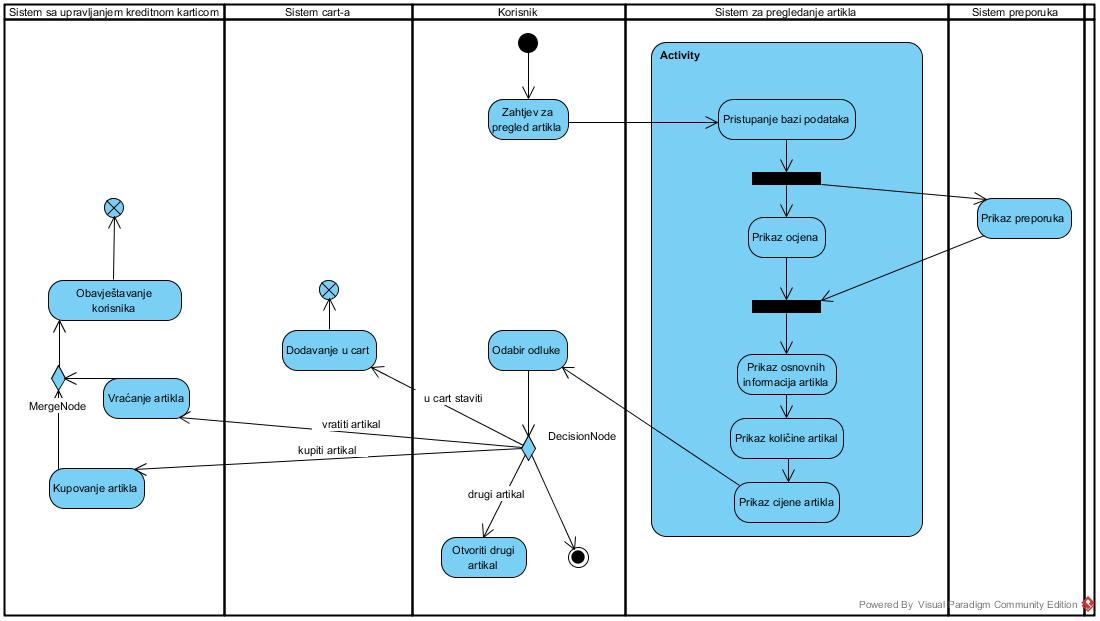 Sistem sa upravljanjem kreditnom karticom
Sistem cart-a
Korisnik
Sistem za pregledanje artikla
Sistem preporuka
Activity
Zahtjev za
pregled artikla
Pristupanje bazi podataka
Prikaz preporuka
Prikaz ocjena
Obavještavanje
korisnika
Dodavanje u cart
Odabir odluke
Prikaz osnovnih
informacija artikla
Vraćanje artikla
MergeNode
u cart staviti
vratiti artikal
DecisionNode
Prikaz količine artikal
kupiti artikal
Kupovanje artikla
drugi artikal
Prikaz cijene artikla
Otvoriti drugi
artikal
Powered By Visual Paradigm Community Edition